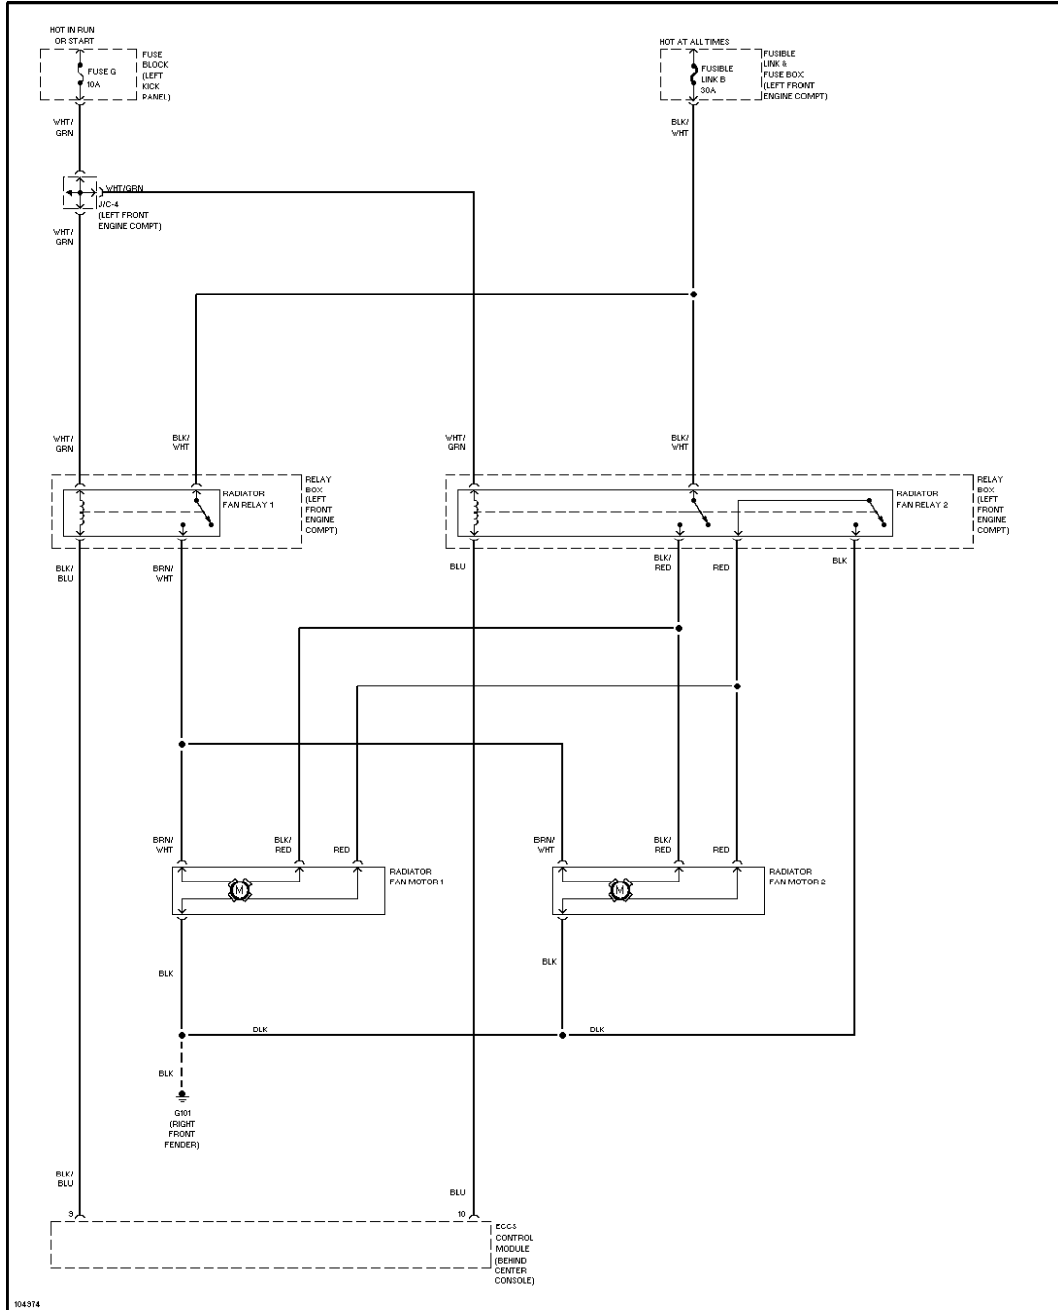 HOT IN RUN
OR START
FUSE G
10A
FUSE
BLOCK
(LEFT
KICK
PANEL)
HOT AT ALL TIMES
FUSIBLE
LINK B
30A
FUSIBLE
LINK &
FUSE BOX
(LEFT FRONT
ENGINE COMPT)
WHT/
GRN
BLK/
WHT
WHT/GRN
J/C-4
(LEFT FRONT
ENGINE COMPT)
WHT/
GRN
WHT/
GRN
BLK/
WHT
WHT/
GRN
BLK/
WHT
RADIATOR
FAN RELAY 1
RELAY
BOX
(LEFT
FRONT
ENGINE
COMPT)
RADIATOR
FAN RELAY 2
RELAY
BOX
(LEFT
FRONT
ENGINE
COMPT)
BLK/
BLU
BRN/
WHT
BLU
BLK/
RED
RED
BLK
BRN/
WHT
BLK/
RED
RED
BRN/
WHT
BLK/
RED
RED
M
RADIATOR
FAN MOTOR 1
M
RADIATOR
FAN MOTOR 2
BLK
BLK
BLK
BLK
BLK
G101
(RIGHT
FRONT
FENDER)
BLK/
BLU
BLU
9
10
ECCS
CONTROL
MODULE
(BEHIND
CENTER
CONSOLE)
104974